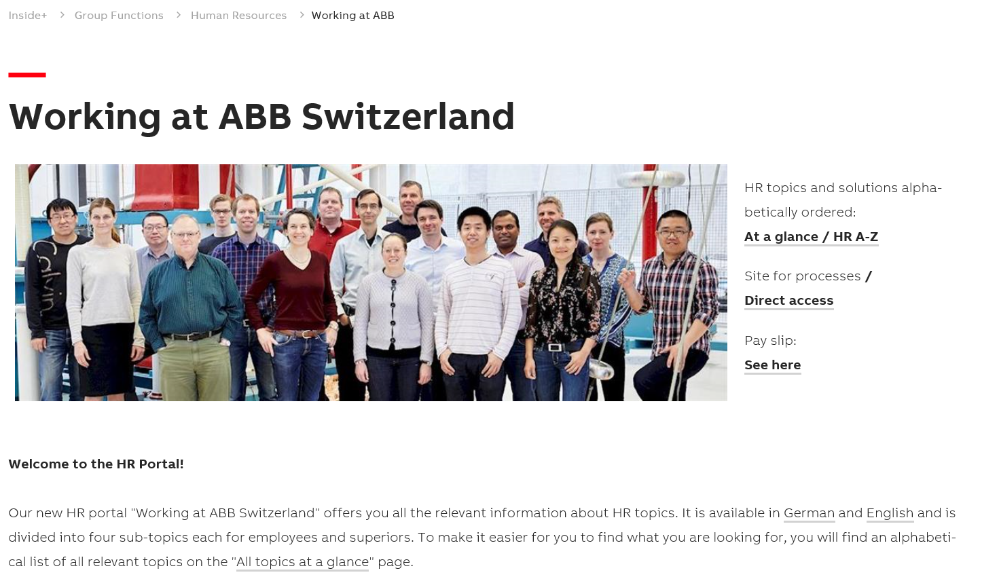 Inside+ > Group Functions > Human Resources > Working at ABB
Working at ABB Switzerland
Calvin
HR topics and solutions alpha-
betically ordered:
At a glance / HR A-Z
Site for processes /
Direct access
Pay slip:
See here
Welcome to the HR Portal!
Our new HR portal "Working at ABB Switzerland" offers you all the relevant information about HR topics. It is available in German and English and is
divided into four sub-topics each for employees and superiors. To make it easier for you to find what you are looking for, you will find an alphabeti-
cal list of all relevant topics on the "All topics at a glance" page.